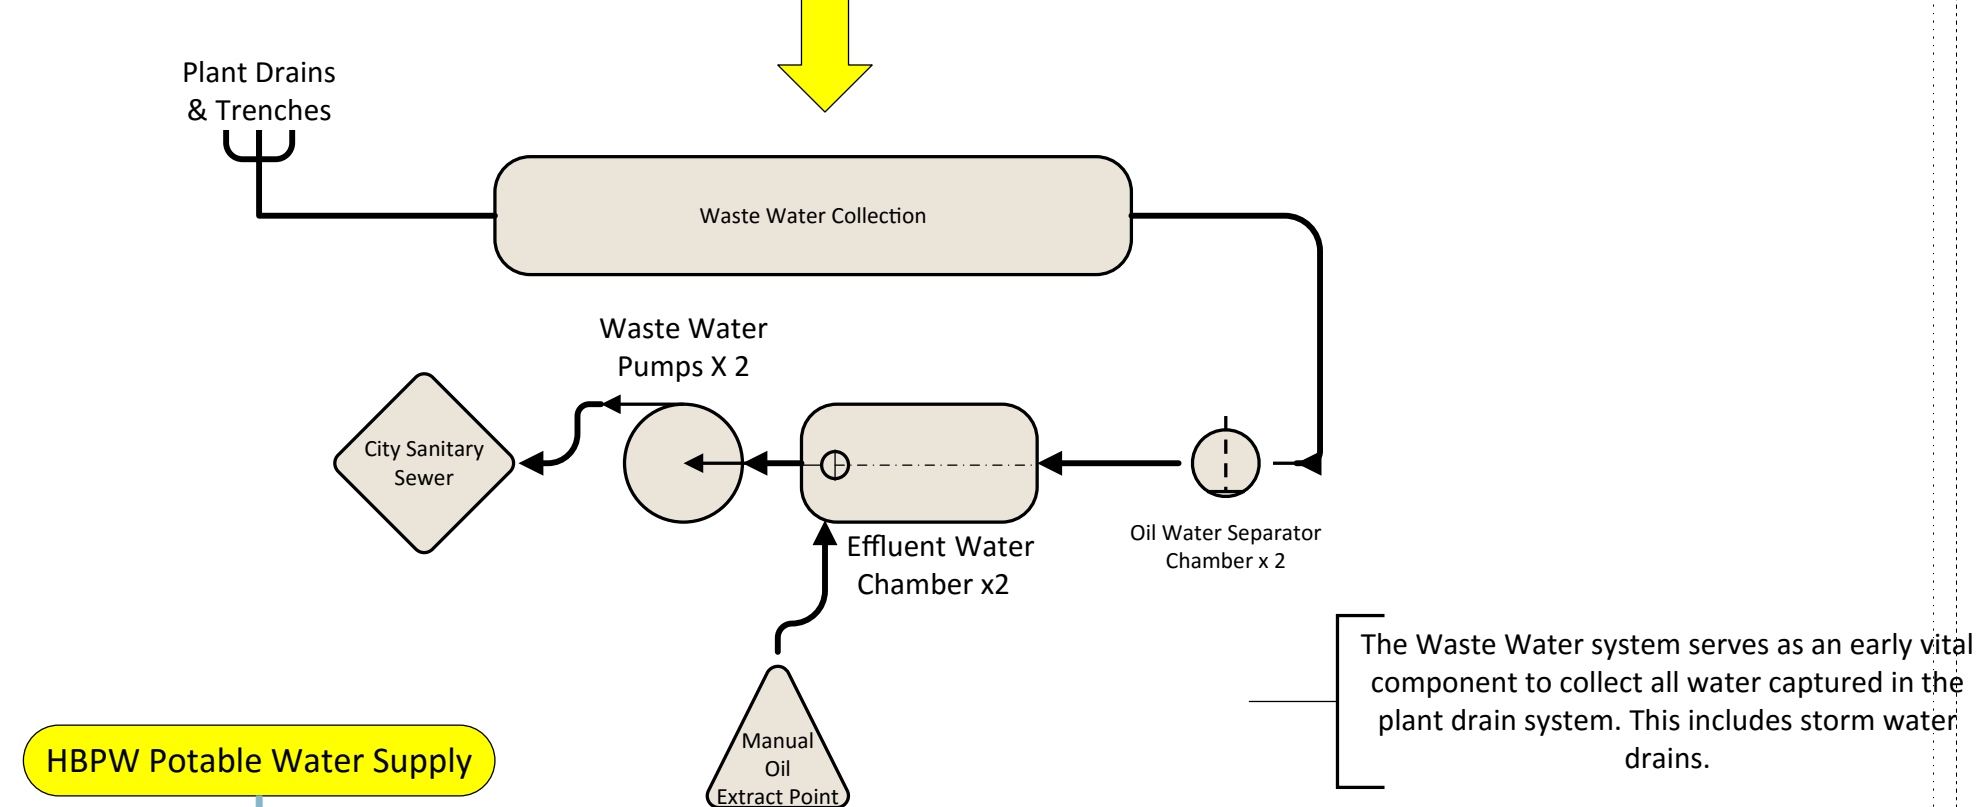 Plant Drains
& Trenches
Waste Water Collection
Waste Water
Pumps X 2
City Sanitary
Sewer
Effluent Water
Chamber x2
Oil Water Separator
Chamber x 2
The Waste Water system serves as an early vital
component to collect all water captured in the
plant drain system. This includes storm water
drains.
Manual
Oil
Extract Point
HBPW Potable Water Supply